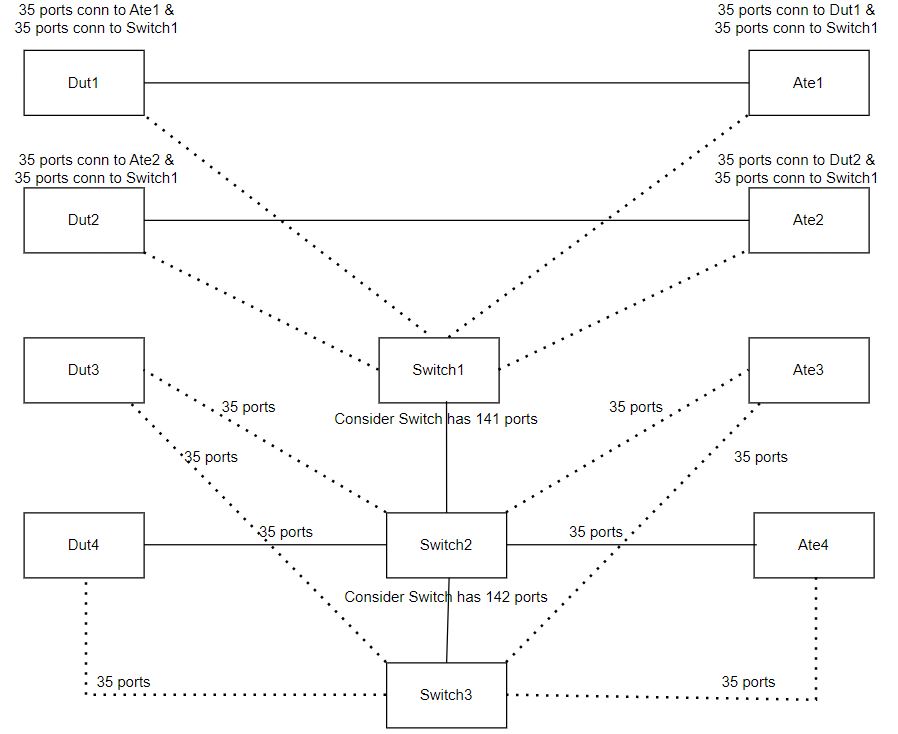 35 ports conn to Ate1 &
35 ports conn to Switch1
35 ports conn to Dut1 &
35 ports conn to Switch1
Dut1
Ate1
35 ports conn to Ate2 &
35 ports conn to Switch1
35 ports conn to Dut2 &
35 ports conn to Switch1
Dut2
Ate2
Dut3
Switch1
Ate3
35 ports
35 ports
Consider Switch has 141 ports
35 ports
35 ports
35 ports
35 ports
Dut4
Switch2
Ate4
Consider Switch has 142 ports
35 ports
35 ports
Switch3